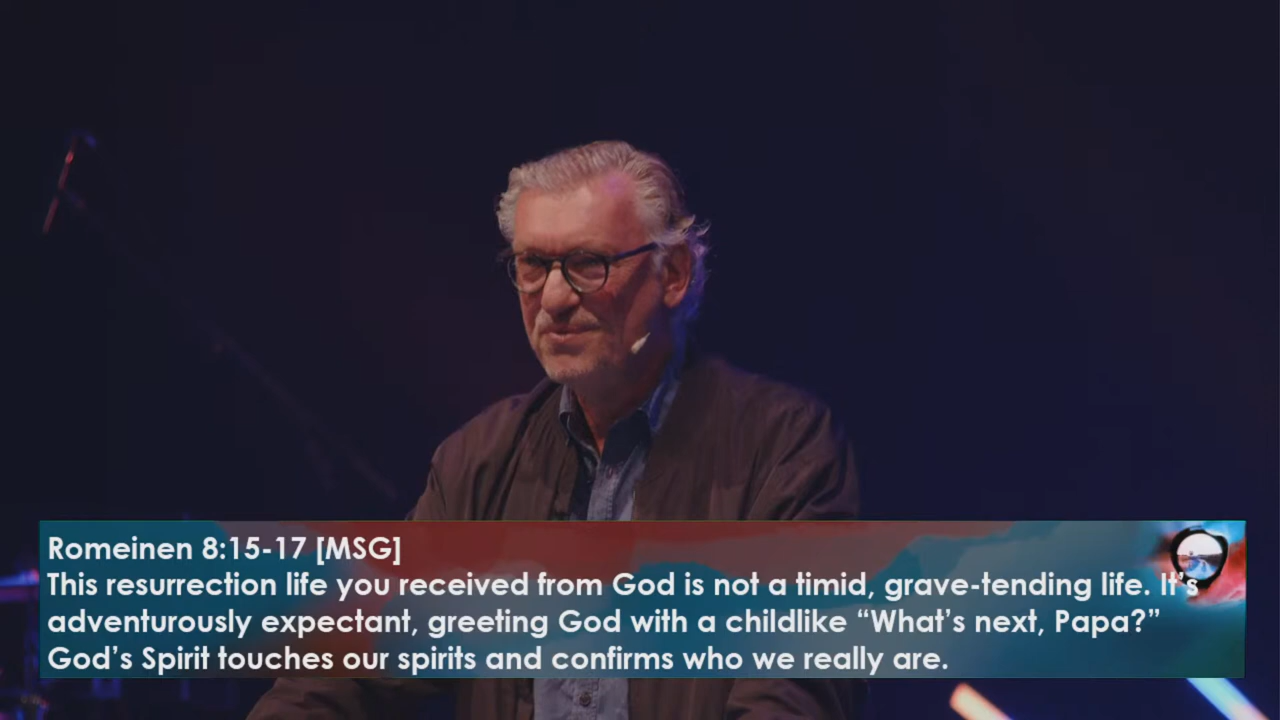 Romeinen 8:15-17 [MSG]
This resurrection life you received from God is not a timid, grave-tending life. It’s
adventurously expectant, greeting God with a childlike “What’s next, Papa?”
God’s Spirit touches our spirits and confirms who we really are.